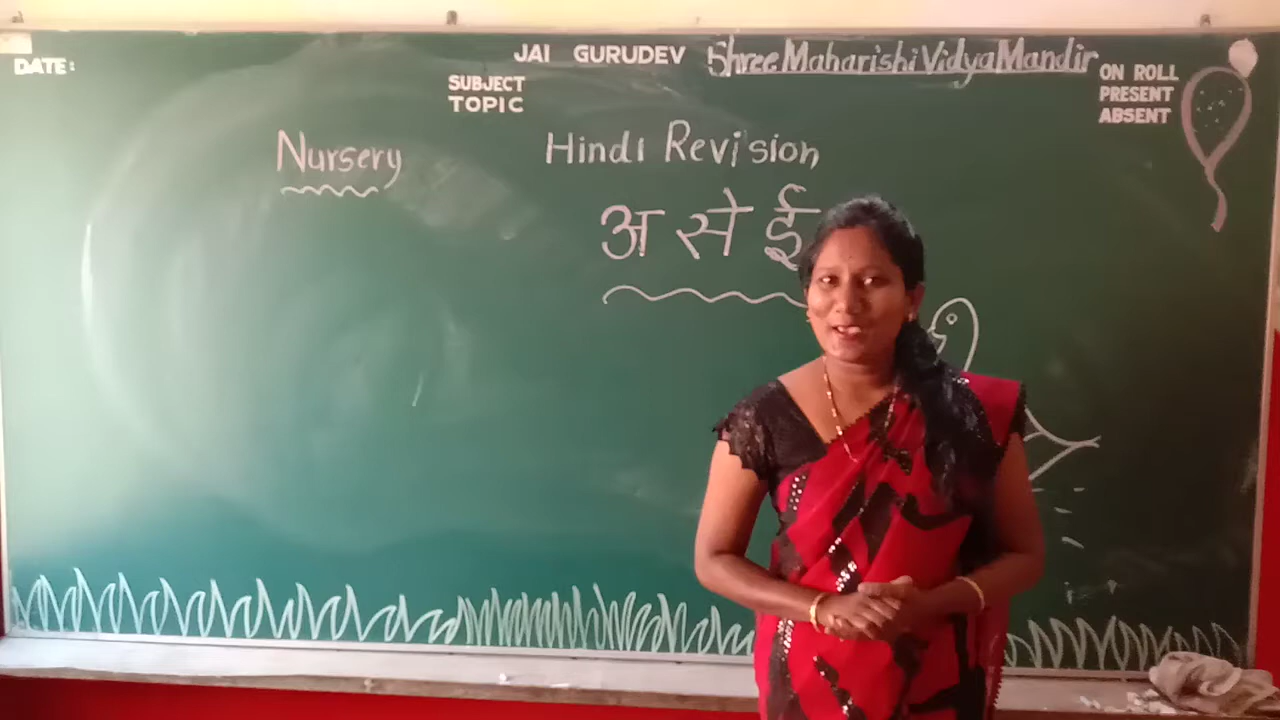 JAI GURUDEV Shree Maharishi Vidya Mandir
DATE:
SUBJECT
TOPIC
ON ROLL
PRESENT
ABSENT
Nursery
Hindi Revision
अ से ई